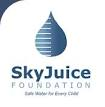 SkyJuice
FOUNDATION
Safe Water for Every Child